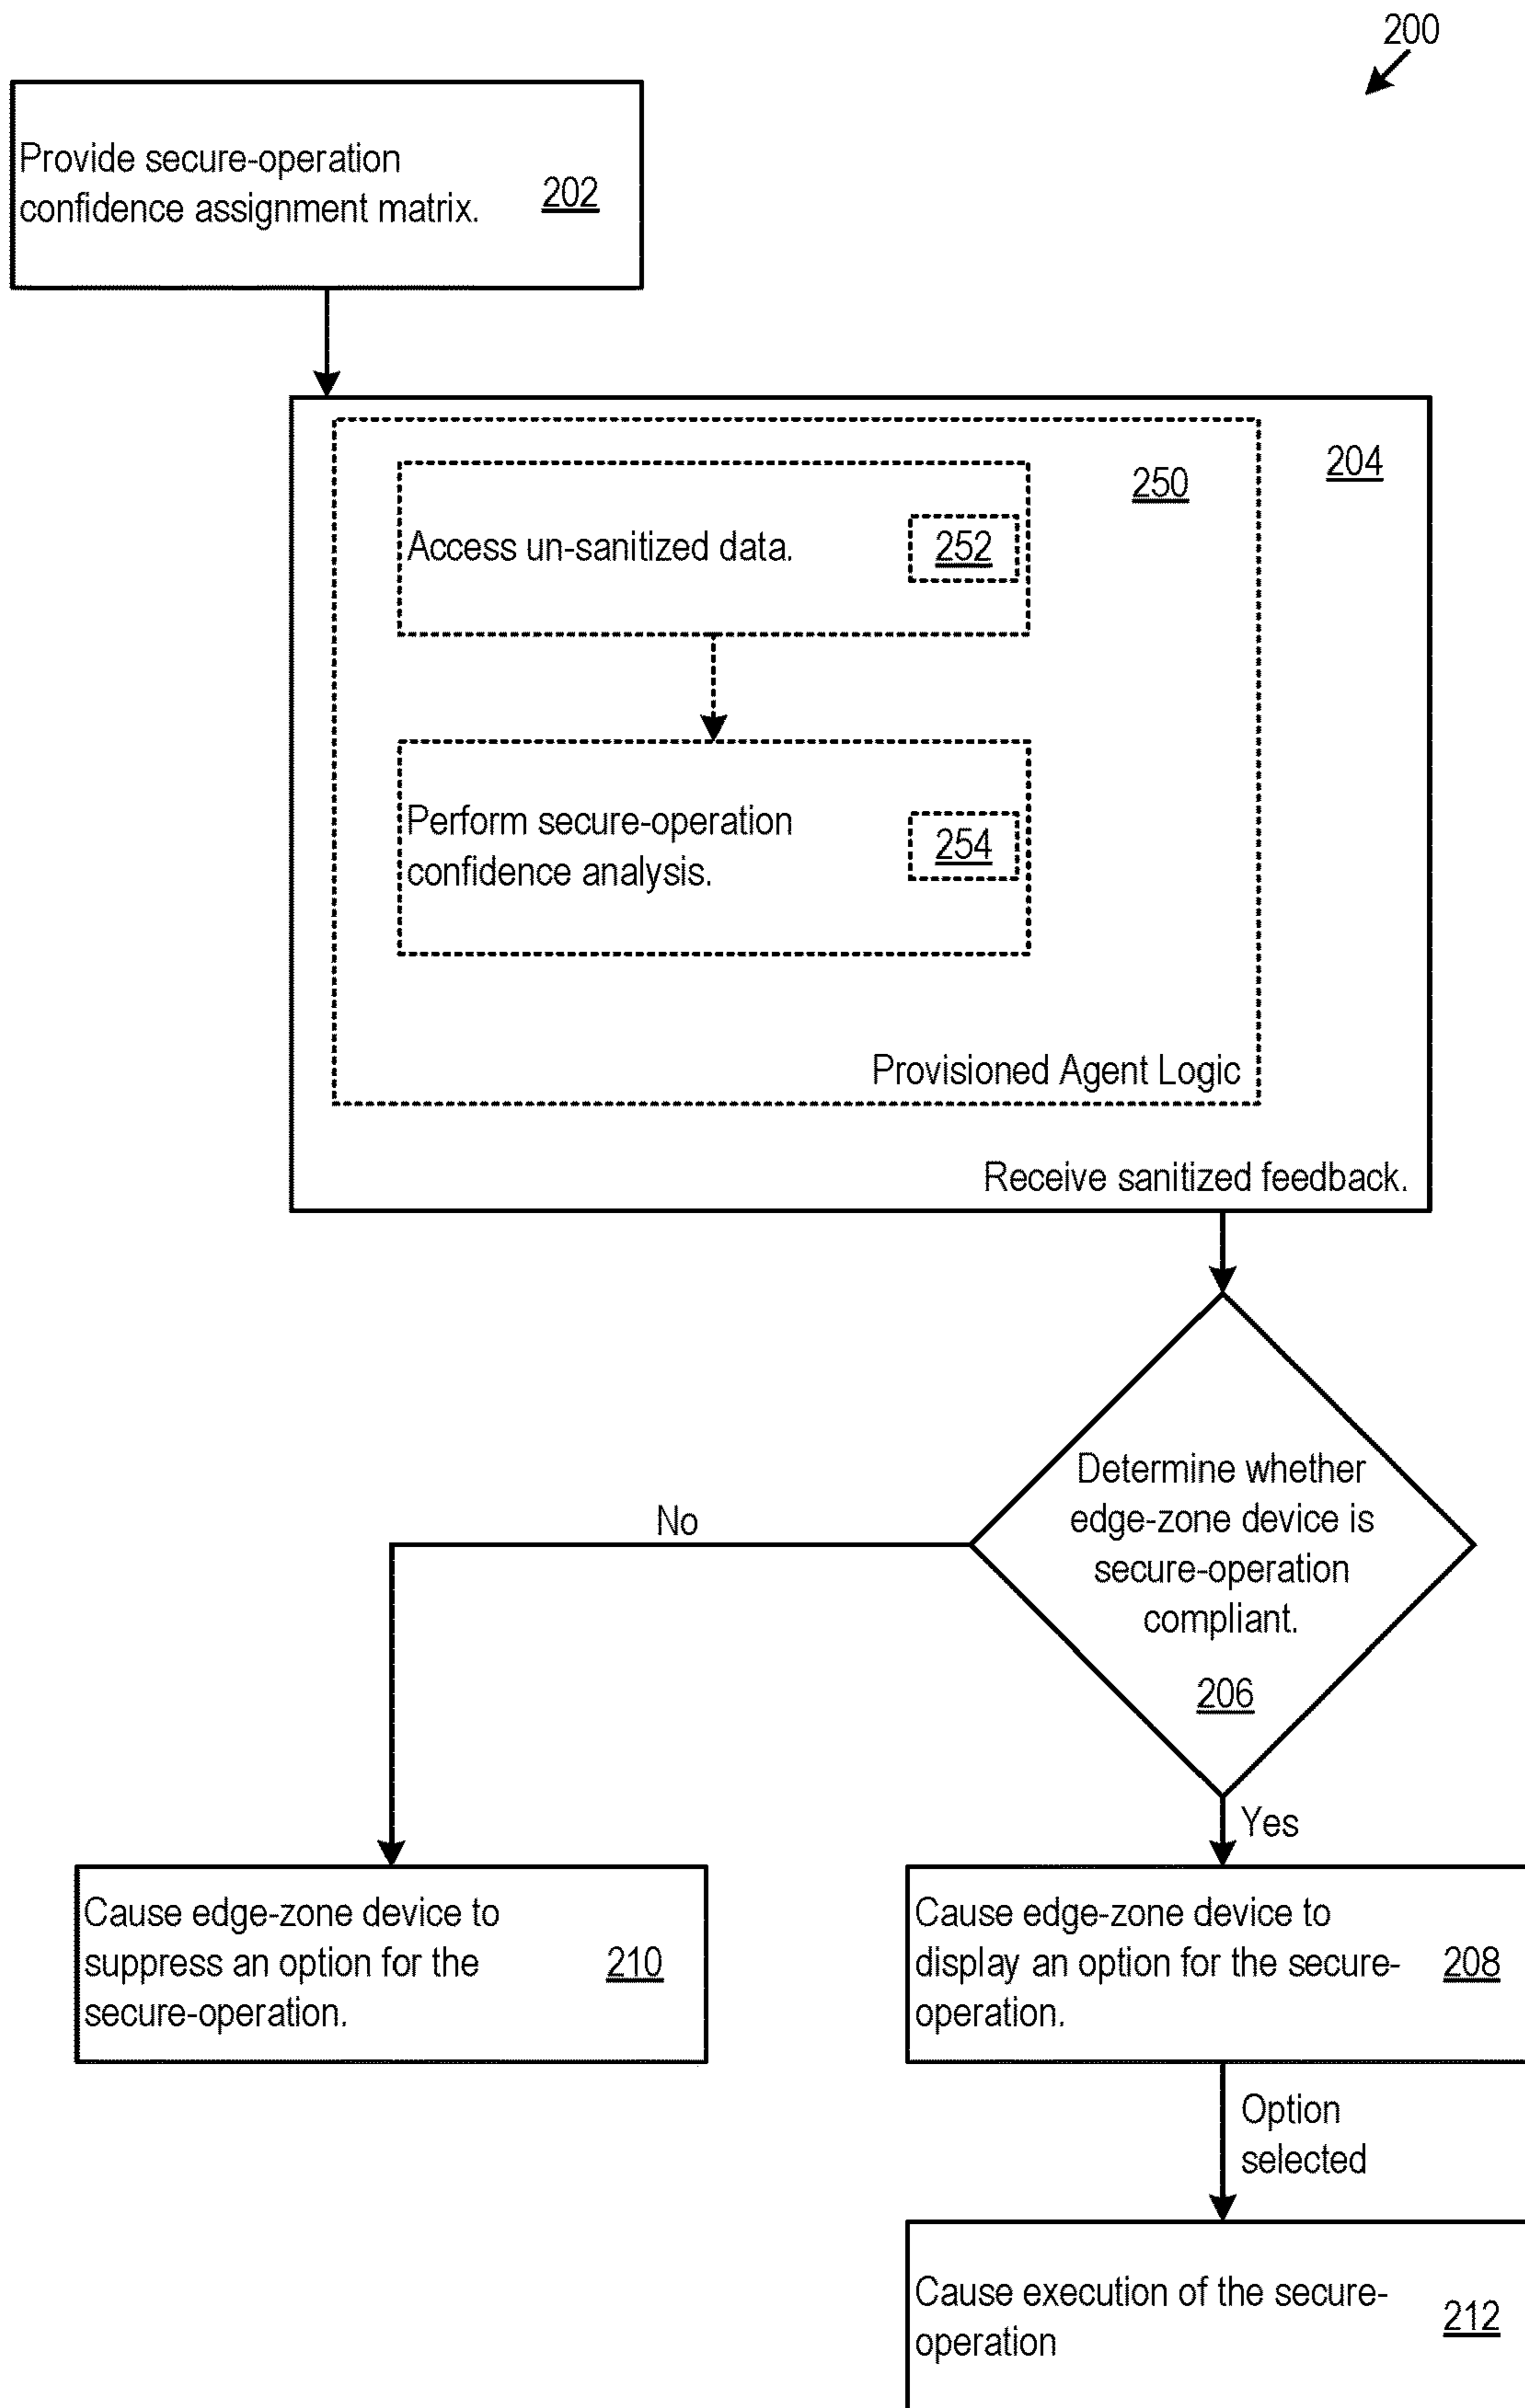 200
Provide secure-operation
confidence assignment matrix.
202
204
250
Access un-sanitized data.
252
Perform secure-operation
confidence analysis.
254
Provisioned Agent Logic
Receive sanitized feedback.
Determine whether
edge-zone device is
secure-operation
compliant.
206
No
Yes
Cause edge-zone device to
suppress an option for the
secure-operation.
210
Cause edge-zone device to
display an option for the secure-
operation.
208
Option
selected
Cause execution of the secure-
operation
212